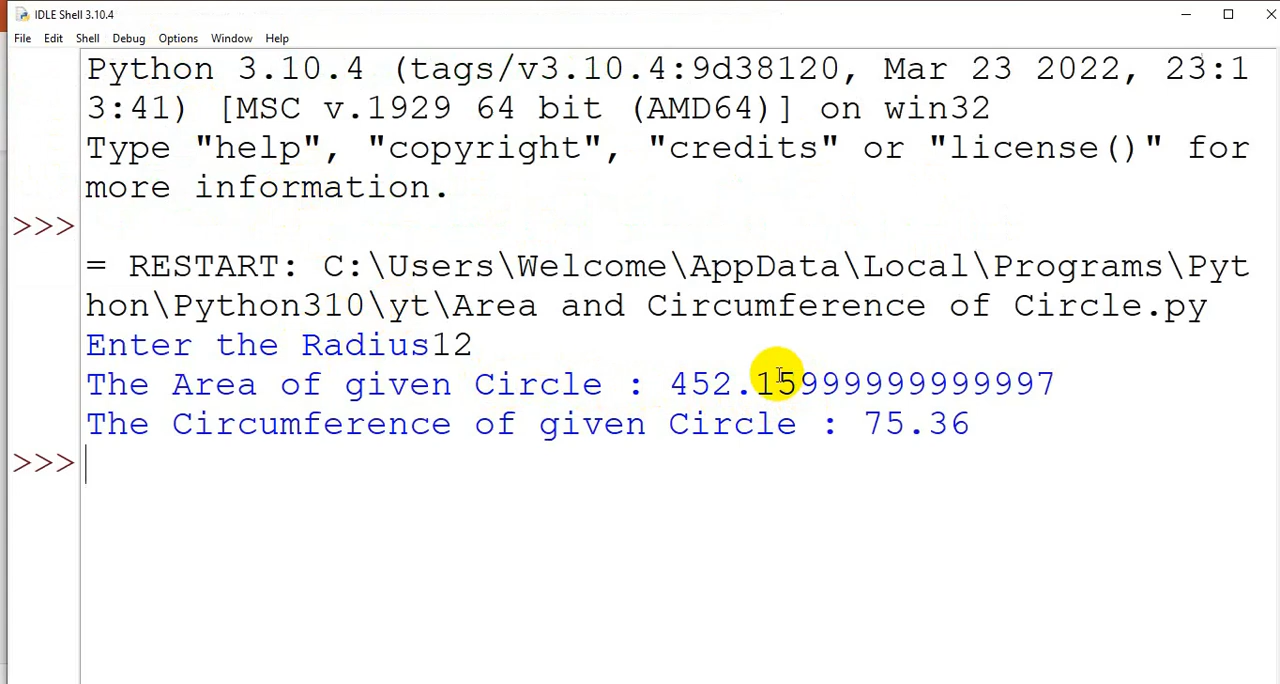 IDLE Shell 3.10.4
File Edit Shell Debug Options Window Help
Python 3.10.4 (tags/v3.10.4:9d38120, Mar 23 2022, 23:1
3:41) [MSC v.1929 64 bit (AMD64)] on win32
Type "help", "copyright", "credits" or "license()" for
more information.
>>>
= RESTART: C:\Users\Welcome\AppData\Local\Programs\Pyt
hon\Python310\yt\Area and Circumference of Circle.py
Enter the Radius12
The Area of given Circle : 452.15999999999997
The Circumference of given Circle : 75.36
>>>